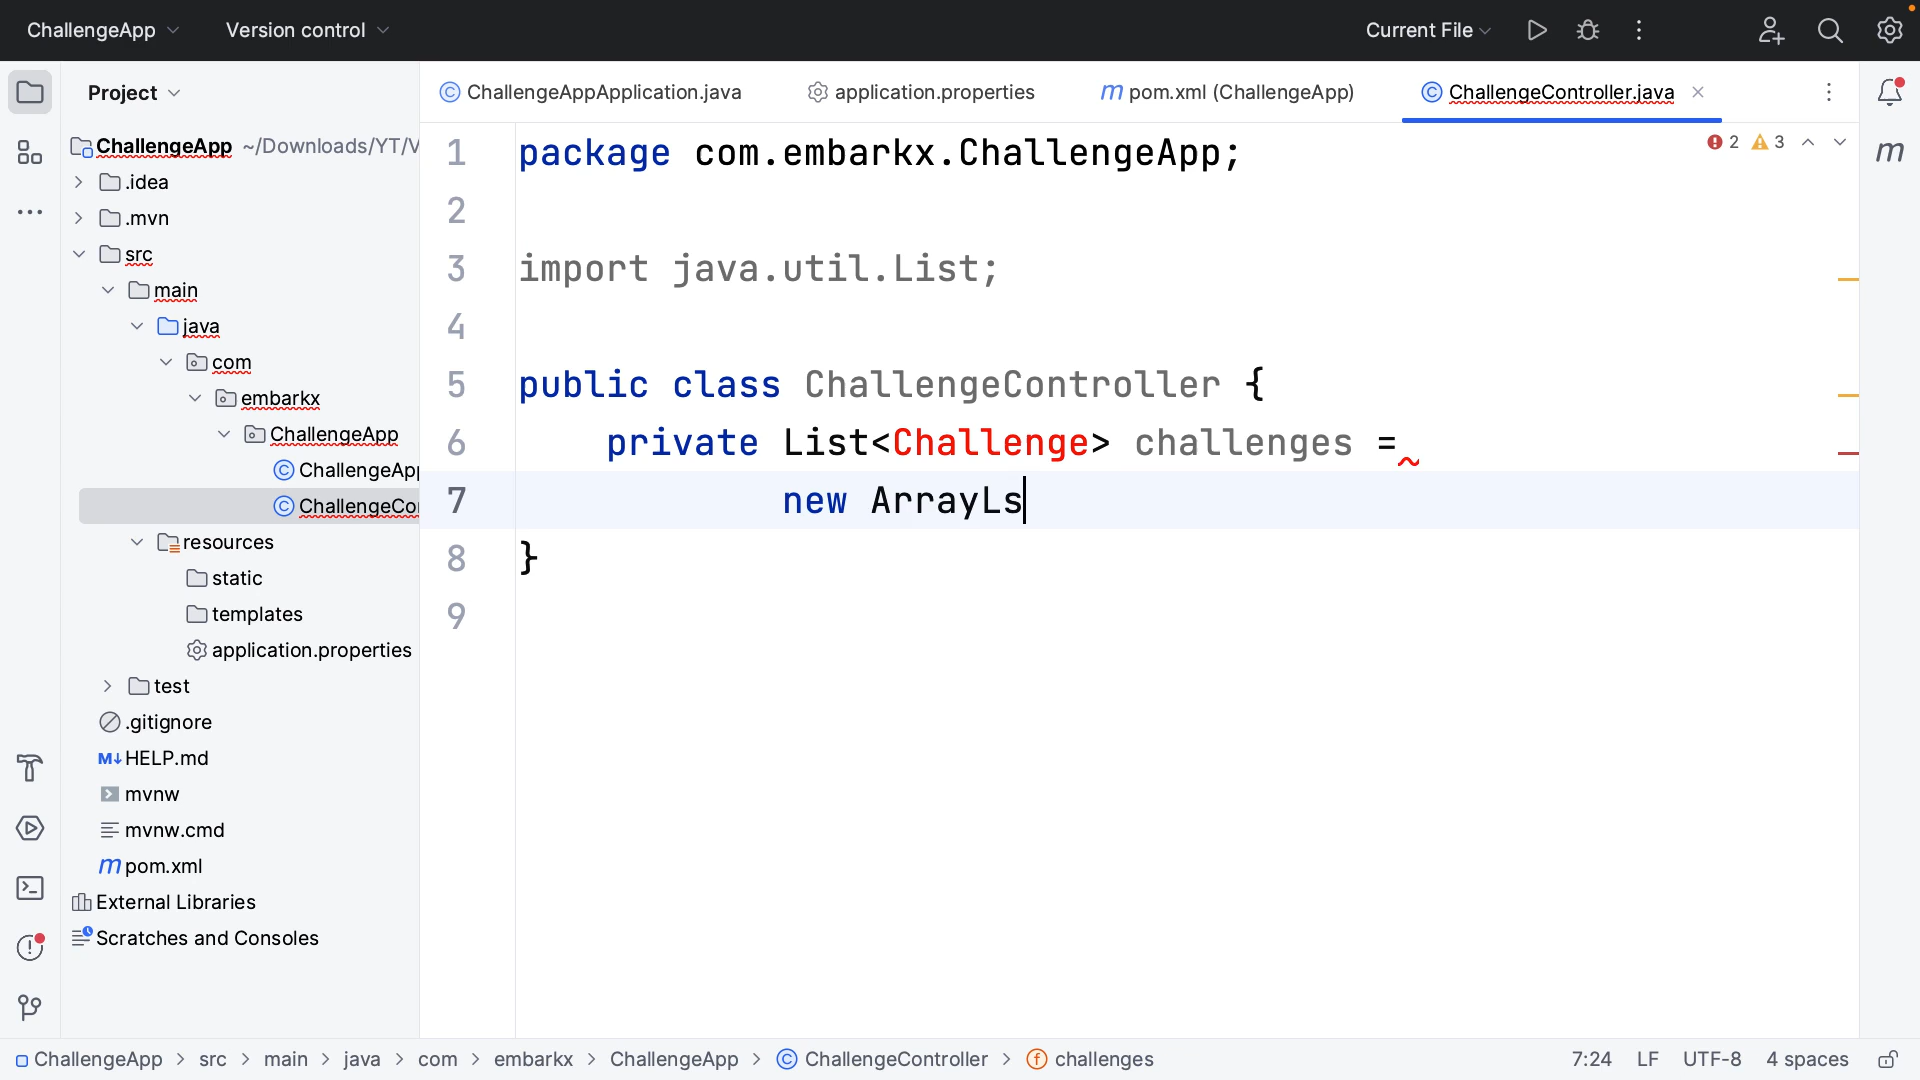 ChallengeApp Version control Current File
Project
ChallengeAppApplication.java application.properties m pom.xml (ChallengeApp) ChallengeController.java
ChallengeApp ~/Downloads/YT/V
.idea
.mvn
src
main
java
com
embarkx
ChallengeApp
ChallengeApp
ChallengeCo
resources
static
templates
application.properties
test
.gitignore
M↓ HELP.md
mvnw
mvnw.cmd
m pom.xml
External Libraries
Scratches and Consoles
2 3
m
1 package com.embarkx.ChallengeApp;
2
3 import java.util.List;
4
5 public class ChallengeController {
6 private List<Challenge> challenges =
7 new ArrayLs
8 }
9
ChallengeApp > src > main > java > com > embarkx > ChallengeApp > ChallengeController > challenges 7:24 LF UTF-8 4 spaces